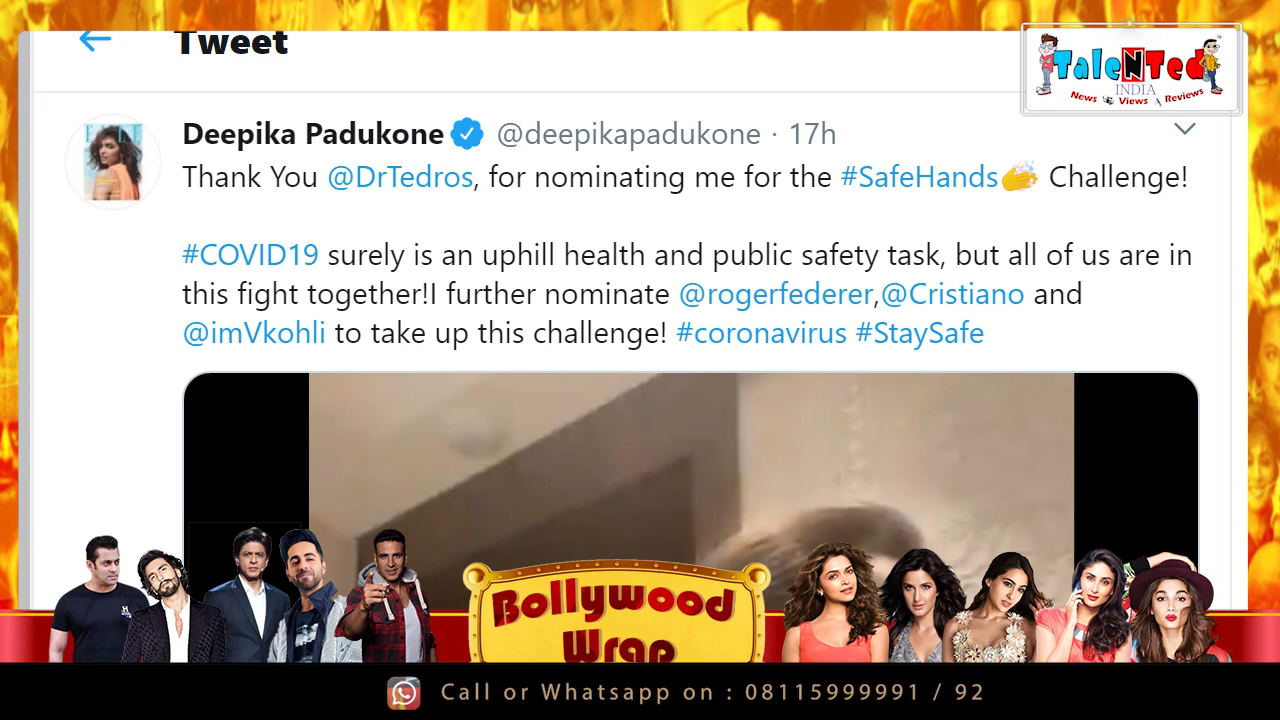 Tweet
TaleNTed
INDIA
News Views Reviews
Deepika Padukone @deepikapadukone · 17h
Thank You @DrTedros, for nominating me for the #SafeHands👏 Challenge!
#COVID19 surely is an uphill health and public safety task, but all of us are in
this fight together!I further nominate @rogerfederer,@Cristiano and
@imVkohli to take up this challenge! #coronavirus #StaySafe
Bollywood
Wrap
Call or Whatsapp on : 08115999991 / 92